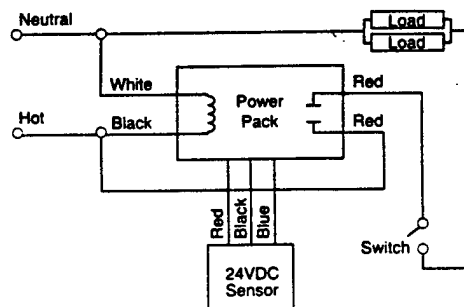 Neutral
Load
Load
White
Red
Power
Pack
Hot
Black
Red
Red
Black
Blue
Switch
24VDC
Sensor